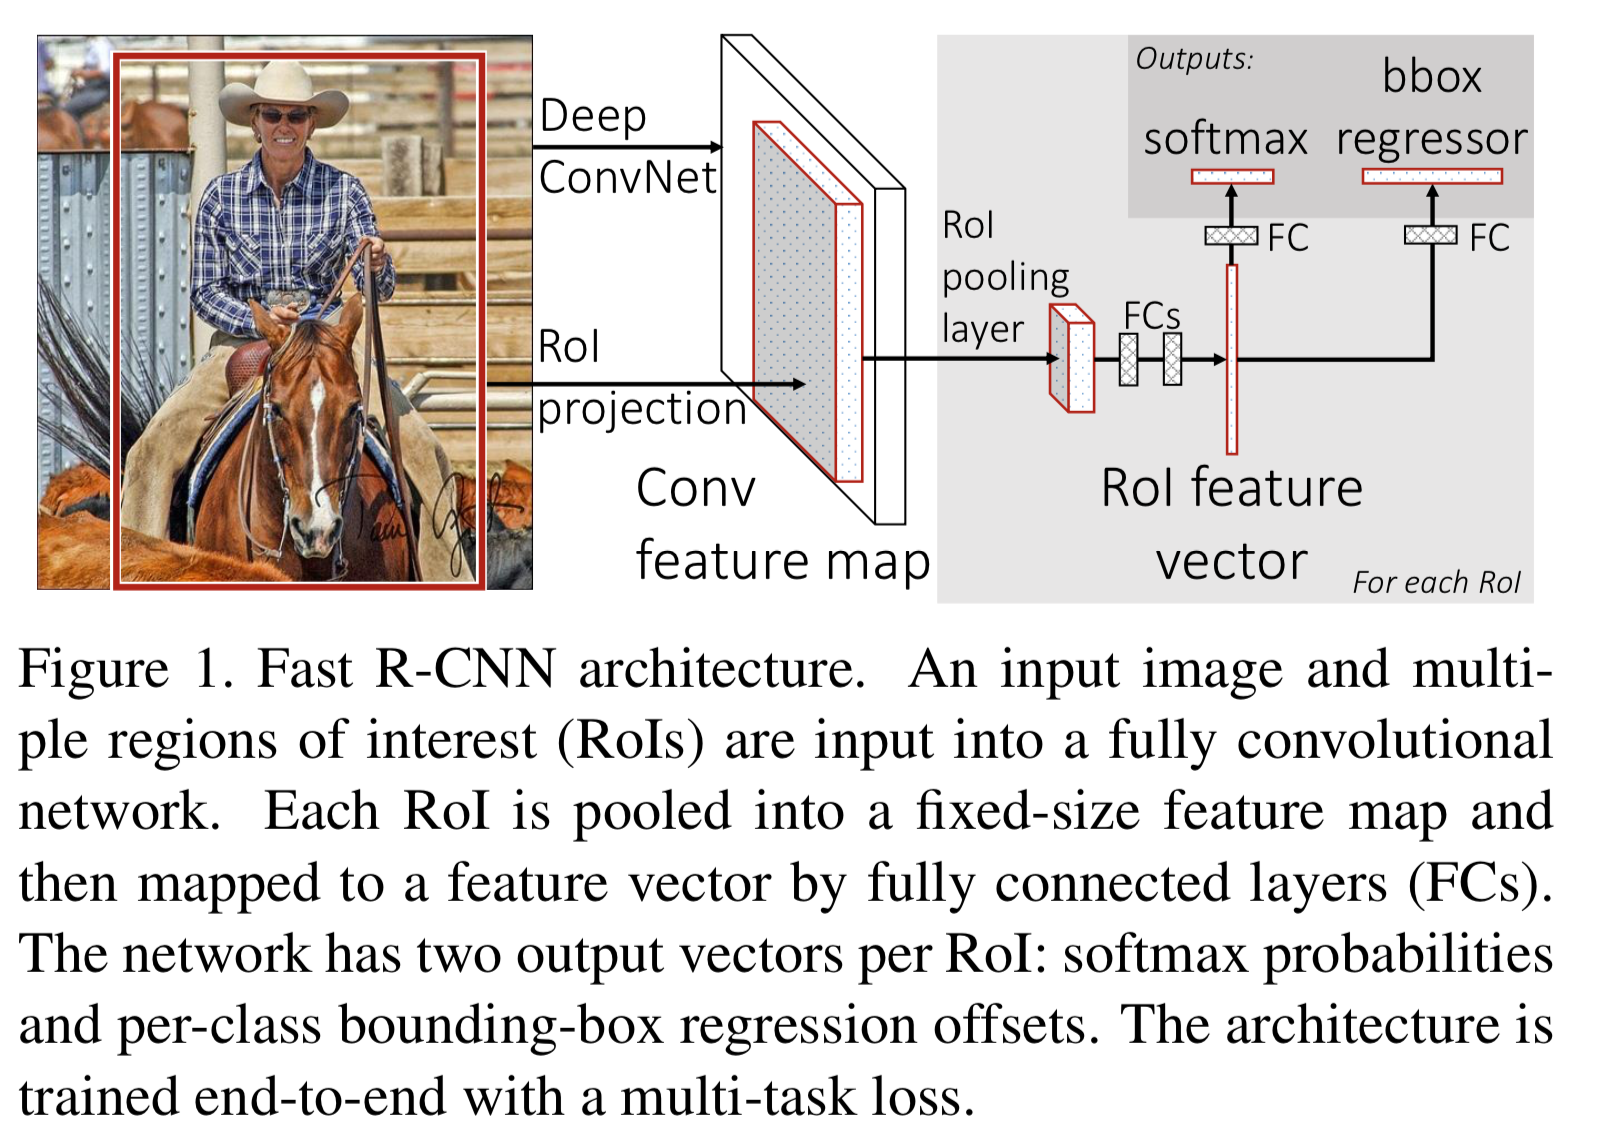 Deep
ConvNet
RoI
projection
Conv
feature map
RoI
pooling
layer
FCs
Outputs:
softmax
bbox
regressor
FC
FC
RoI feature
vector
For each RoI
Figure 1. Fast R-CNN architecture. An input image and multi-
ple regions of interest (RoIs) are input into a fully convolutional
network. Each RoI is pooled into a fixed-size feature map and
then mapped to a feature vector by fully connected layers (FCs).
The network has two output vectors per RoI: softmax probabilities
and per-class bounding-box regression offsets. The architecture is
trained end-to-end with a multi-task loss.